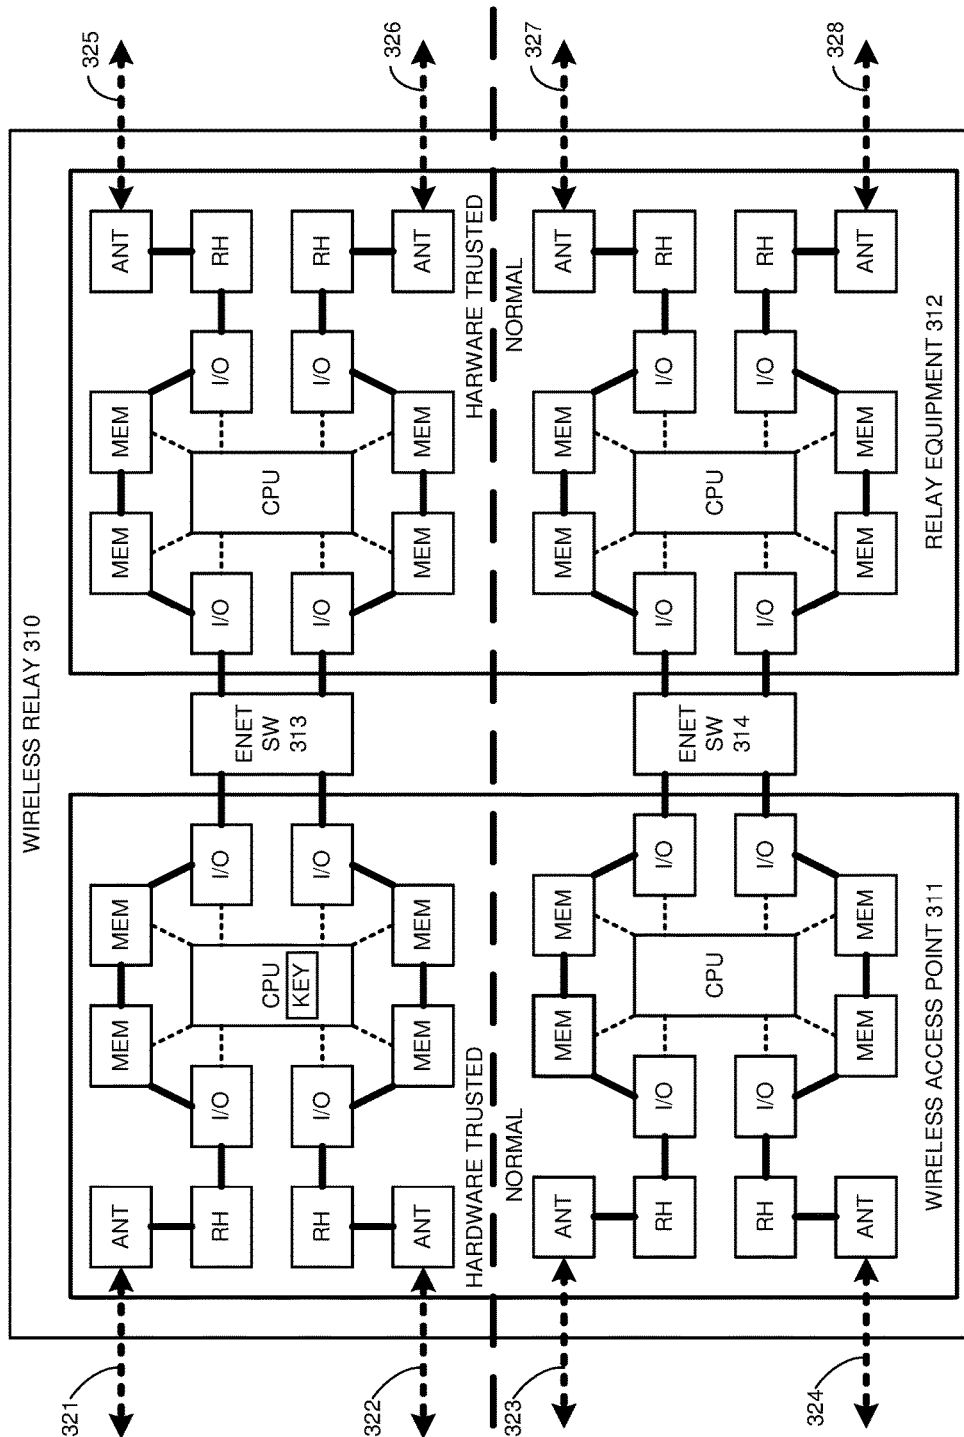 WIRELESS RELAY 310
321
325
ANT
MEM
MEM
MEM
MEM
ANT
RH
I/O
I/O
I/O
I/O
RH
CPU
KEY
ENET
SW
313
CPU
RH
I/O
I/O
I/O
I/O
RH
322
326
ANT
MEM
MEM
MEM
MEM
ANT
HARDWARE TRUSTED
HARWARE TRUSTED
NORMAL
NORMAL
323
327
ANT
MEM
MEM
MEM
MEM
ANT
RH
I/O
I/O
I/O
I/O
RH
CPU
ENET
SW
314
CPU
RH
I/O
I/O
I/O
I/O
RH
324
328
ANT
MEM
MEM
MEM
MEM
ANT
WIRELESS ACCESS POINT 311
RELAY EQUIPMENT 312